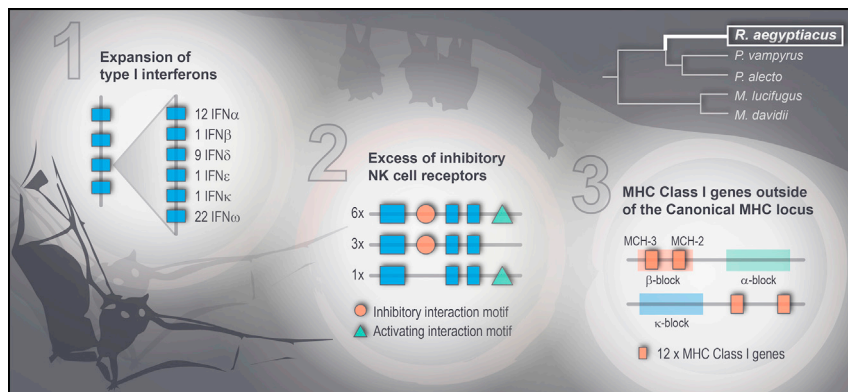 1
Expansion of
type I interferons
12 IFNα
1 IFNβ
9 IFNδ
1 IFNε
1 IFNκ
22 IFNω
2
Excess of inhibitory
NK cell receptors
6x
3x
1x
Inhibitory interaction motif
Activating interaction motif
R. aegyptiacus
P. vampyrus
P. alecto
M. lucifugus
M. davidii
3
MHC Class I genes outside
of the Canonical MHC locus
MCH-3 MCH-2
β-block α-block
κ-block
12 x MHC Class I genes